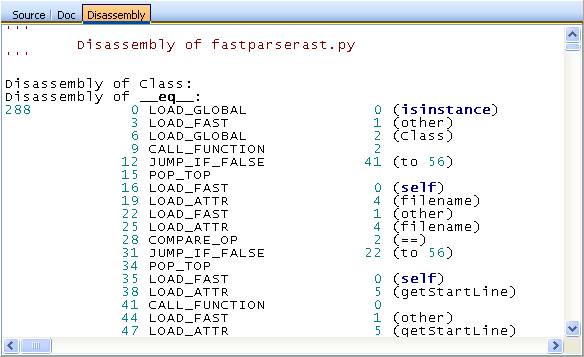 Source Doc Disassembly
'''
Disassembly of fastparserast.py
'''
Disassembly of Class:
Disassembly of __eq__:
288 0 LOAD_GLOBAL 0 (isinstance)
3 LOAD_FAST 1 (other)
6 LOAD_GLOBAL 2 (Class)
9 CALL_FUNCTION 2
12 JUMP_IF_FALSE 41 (to 56)
15 POP_TOP
16 LOAD_FAST 0 (self)
19 LOAD_ATTR 4 (filename)
22 LOAD_FAST 1 (other)
25 LOAD_ATTR 4 (filename)
28 COMPARE_OP 2 (==)
31 JUMP_IF_FALSE 22 (to 56)
34 POP_TOP
35 LOAD_FAST 0 (self)
38 LOAD_ATTR 5 (getStartLine)
41 CALL_FUNCTION 0
44 LOAD_FAST 1 (other)
47 LOAD_ATTR 5 (getStartLine)